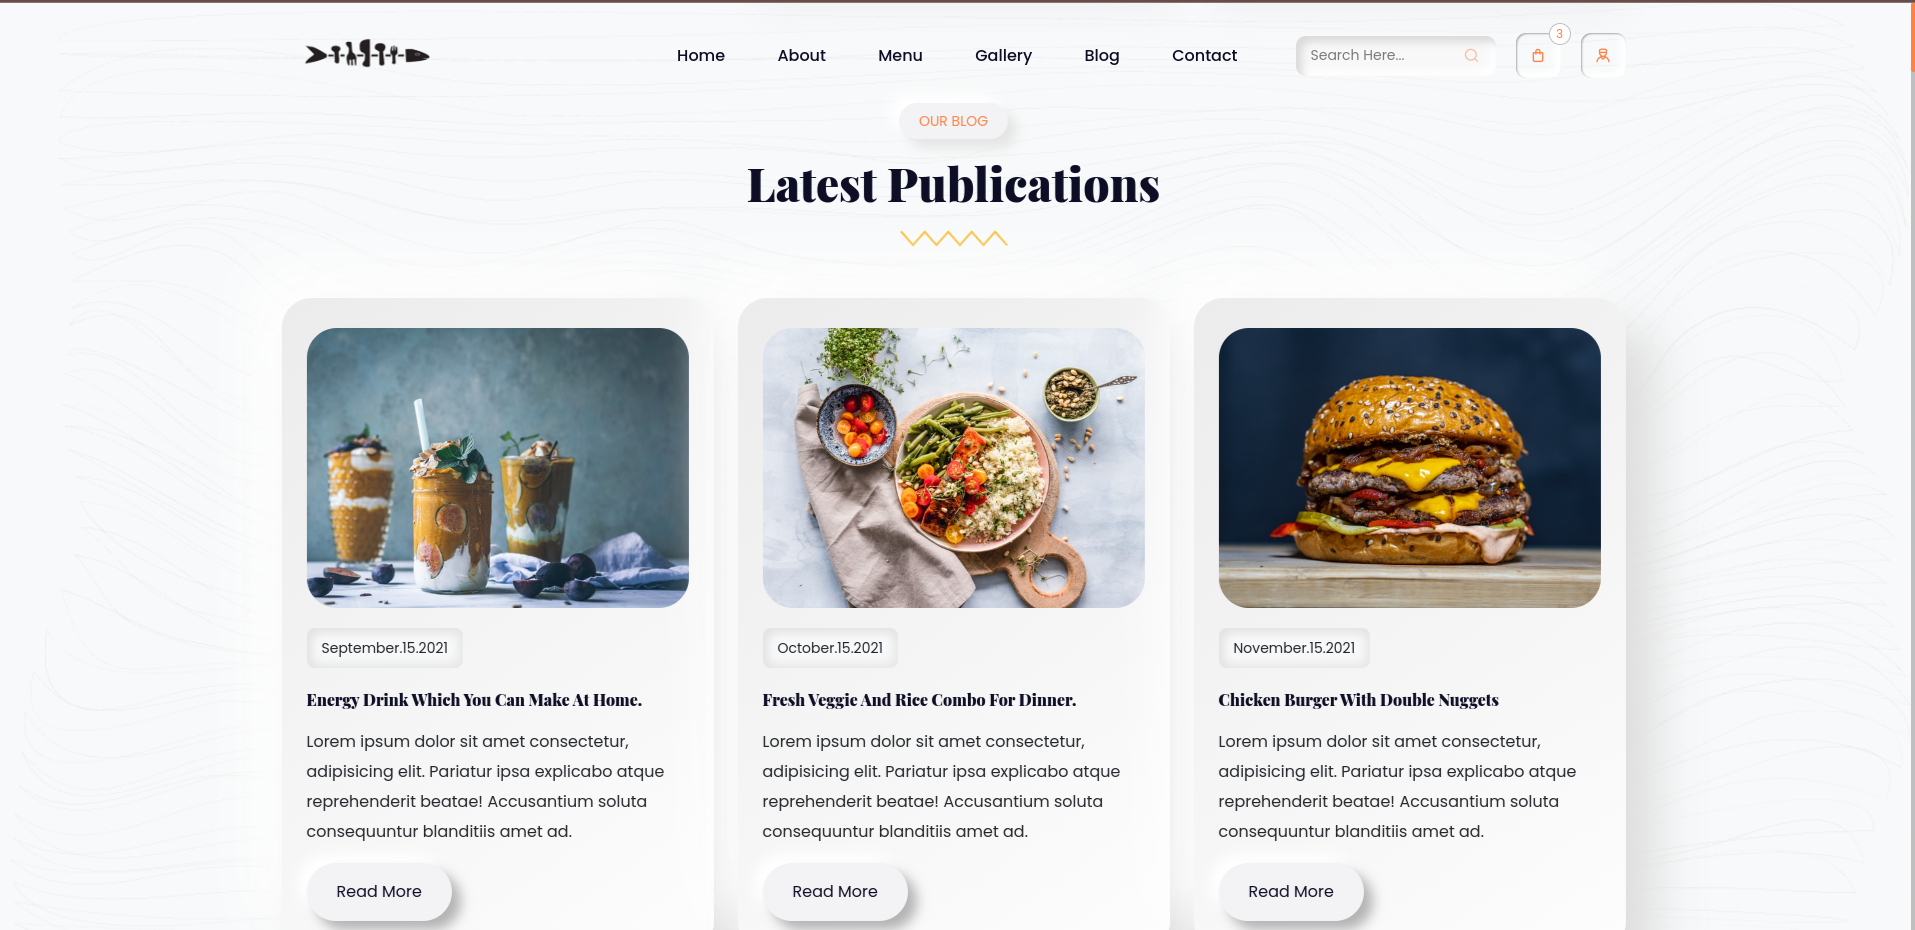 Home About Menu Gallery Blog Contact Search Here... 3
OUR BLOG
Latest Publications
September.15.2021
Energy Drink Which You Can Make At Home.
Lorem ipsum dolor sit amet consectetur,
adipisicing elit. Pariatur ipsa explicabo atque
reprehenderit beatae! Accusantium soluta
consequuntur blanditiis amet ad.
Read More
October.15.2021
Fresh Veggie And Rice Combo For Dinner.
Lorem ipsum dolor sit amet consectetur,
adipisicing elit. Pariatur ipsa explicabo atque
reprehenderit beatae! Accusantium soluta
consequuntur blanditiis amet ad.
Read More
November.15.2021
Chicken Burger With Double Nuggets
Lorem ipsum dolor sit amet consectetur,
adipisicing elit. Pariatur ipsa explicabo atque
reprehenderit beatae! Accusantium soluta
consequuntur blanditiis amet ad.
Read More